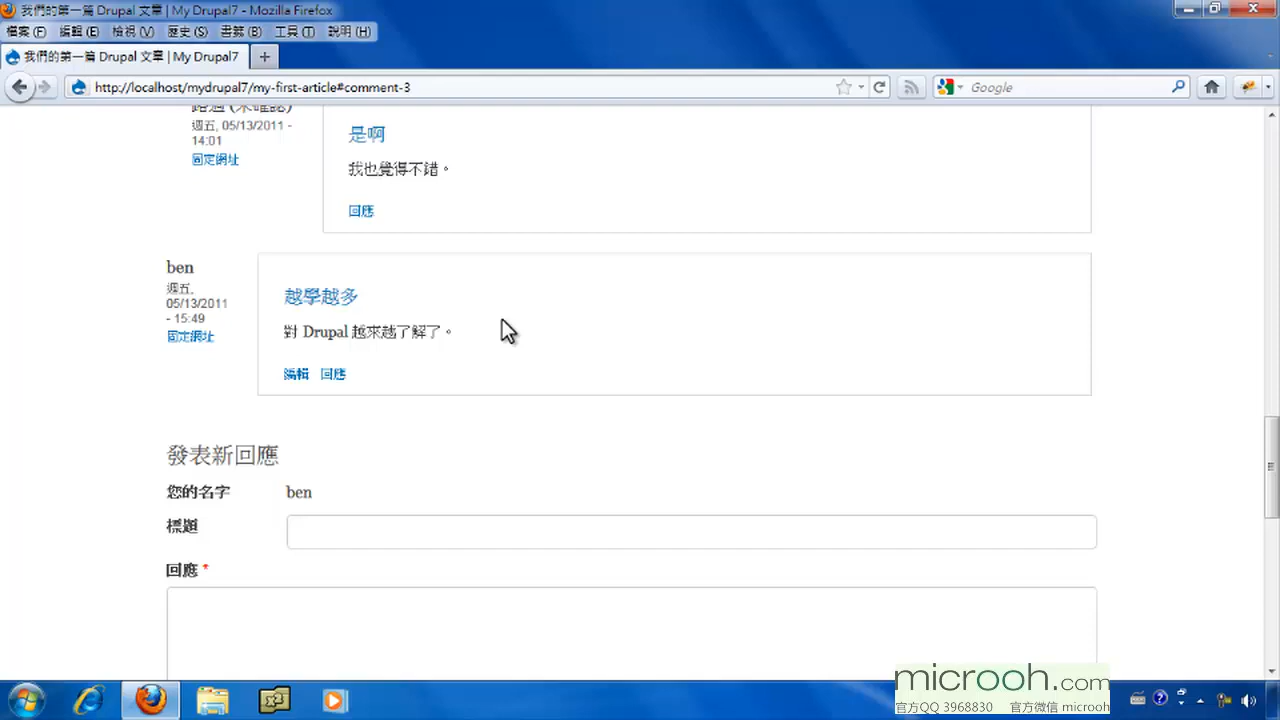 我們的第一篇 Drupal 文章 | My Drupal7 - Mozilla Firefox
檔案(F) 編輯(E) 檢視(V) 歷史(S) 書籤(B) 工具(T) 說明(H)
我們的第一篇 Drupal 文章 | My Drupal7
http://localhost/mydrupal7/my-first-article#comment-3
Google
路過 (未確認)
週五, 05/13/2011 -
14:01
固定網址
是啊
我也覺得不錯。
回應
ben
週五,
05/13/2011
- 15:49
固定網址
越學越多
對 Drupal 越來越了解了。
編輯 回應
發表新回應
您的名字 ben
標題
回應 *
microoh.com
官方QQ 3968830 官方微信 microoh